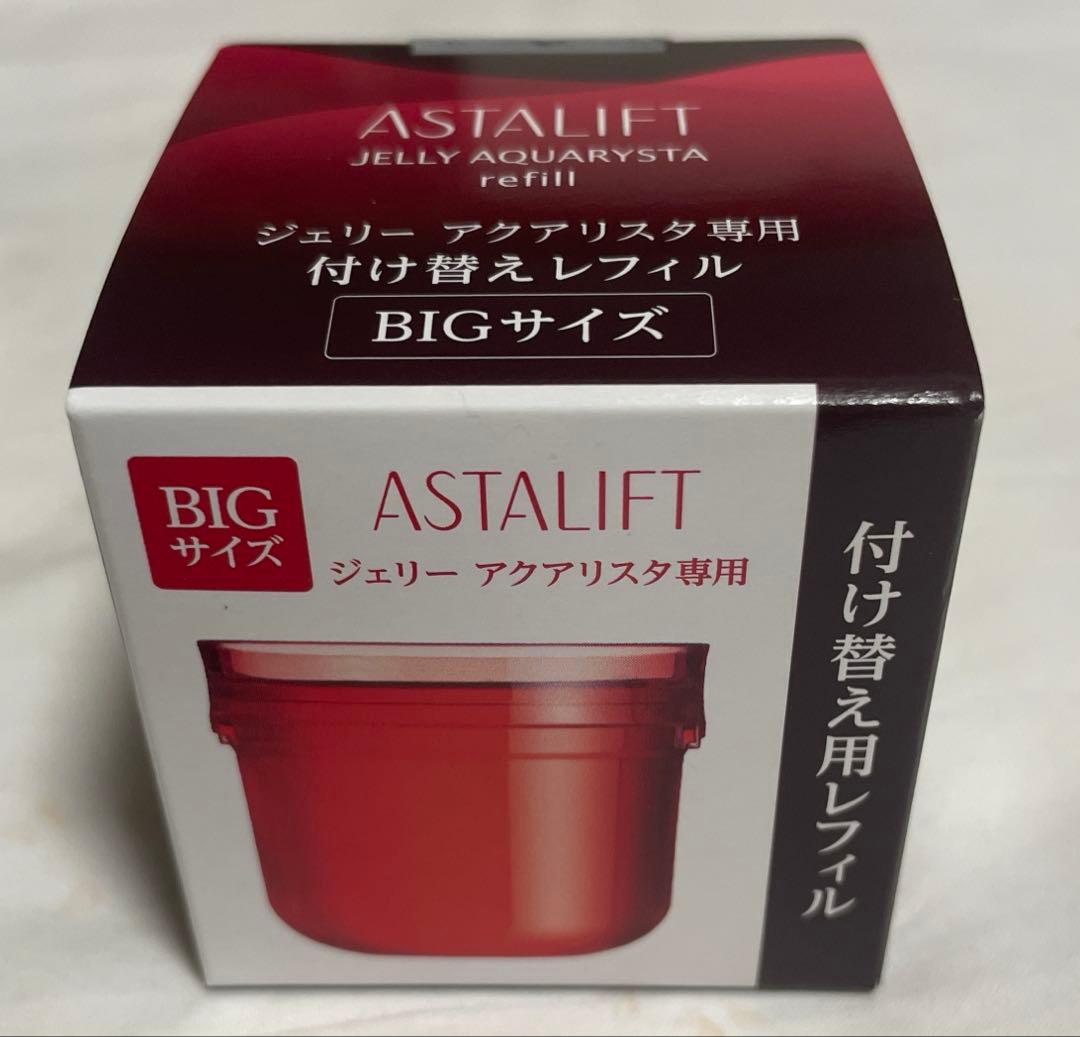 ASTALIFT
JELLY AQUARYSTA
refill
ジェリー アクアリスタ専用
付け替えレフィル
BIGサイズ
BIG
サイズ
ASTALIFT
ジェリー アクアリスタ専用
付け替え用レフィル